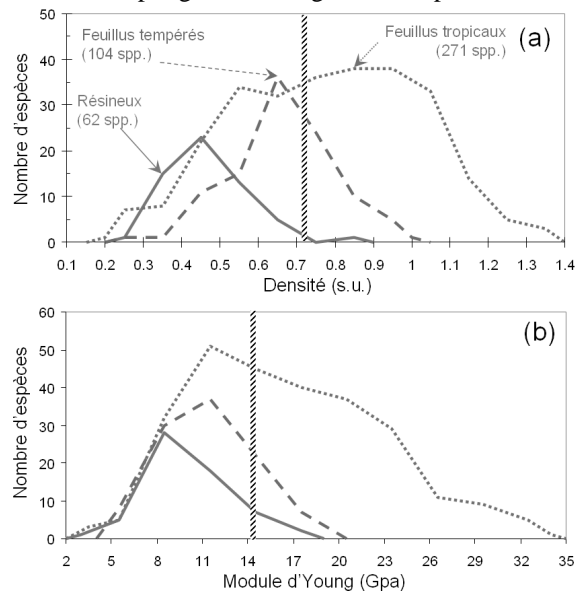 50
40
30
20
10
0
Nombre d'espèces
Feuillus tempérés
(104 spp.)
Feuillus tropicaux
(271 spp.)
(a)
Résineux
(62 spp.)
0.1 0.2 0.3 0.4 0.5 0.6 0.7 0.8 0.9 1 1.1 1.2 1.3 1.4
Densité (s.u.)
60
50
40
30
20
10
0
Nombre d'espèces
(b)
2 5 8 11 14 17 20 23 26 29 32 35
Module d'Young (Gpa)